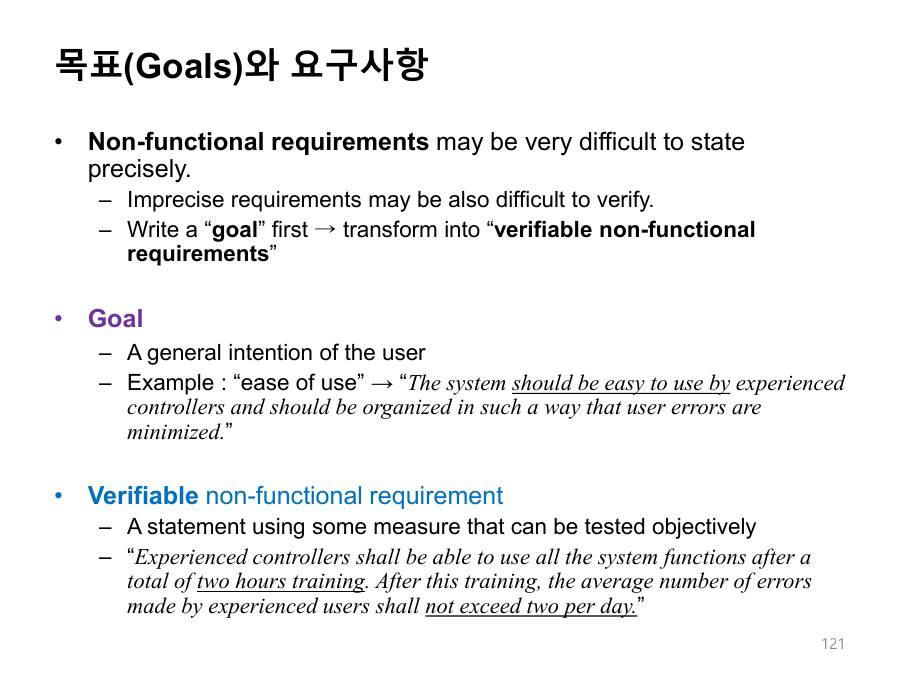 목표(Goals)와 요구사항
• Non-functional requirements may be very difficult to state
precisely.
– Imprecise requirements may be also difficult to verify.
– Write a “goal” first → transform into “verifiable non-functional
requirements”
• Goal
– A general intention of the user
– Example : “ease of use” → “The system should be easy to use by experienced
controllers and should be organized in such a way that user errors are
minimized.”
• Verifiable non-functional requirement
– A statement using some measure that can be tested objectively
– “Experienced controllers shall be able to use all the system functions after a
total of two hours training. After this training, the average number of errors
made by experienced users shall not exceed two per day.”
121